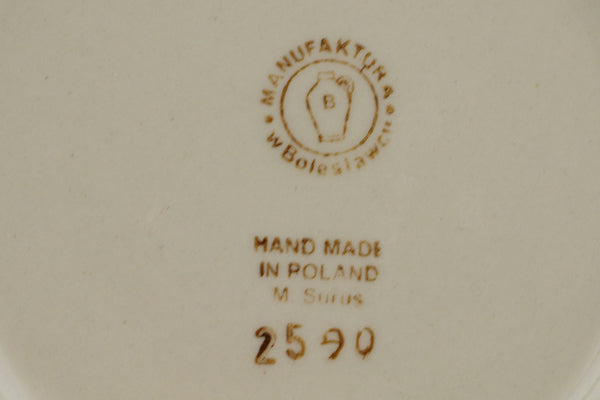 MANUFAKTURA
B
w Bolesławcu
HAND MADE
IN POLAND
M. Surus
2590